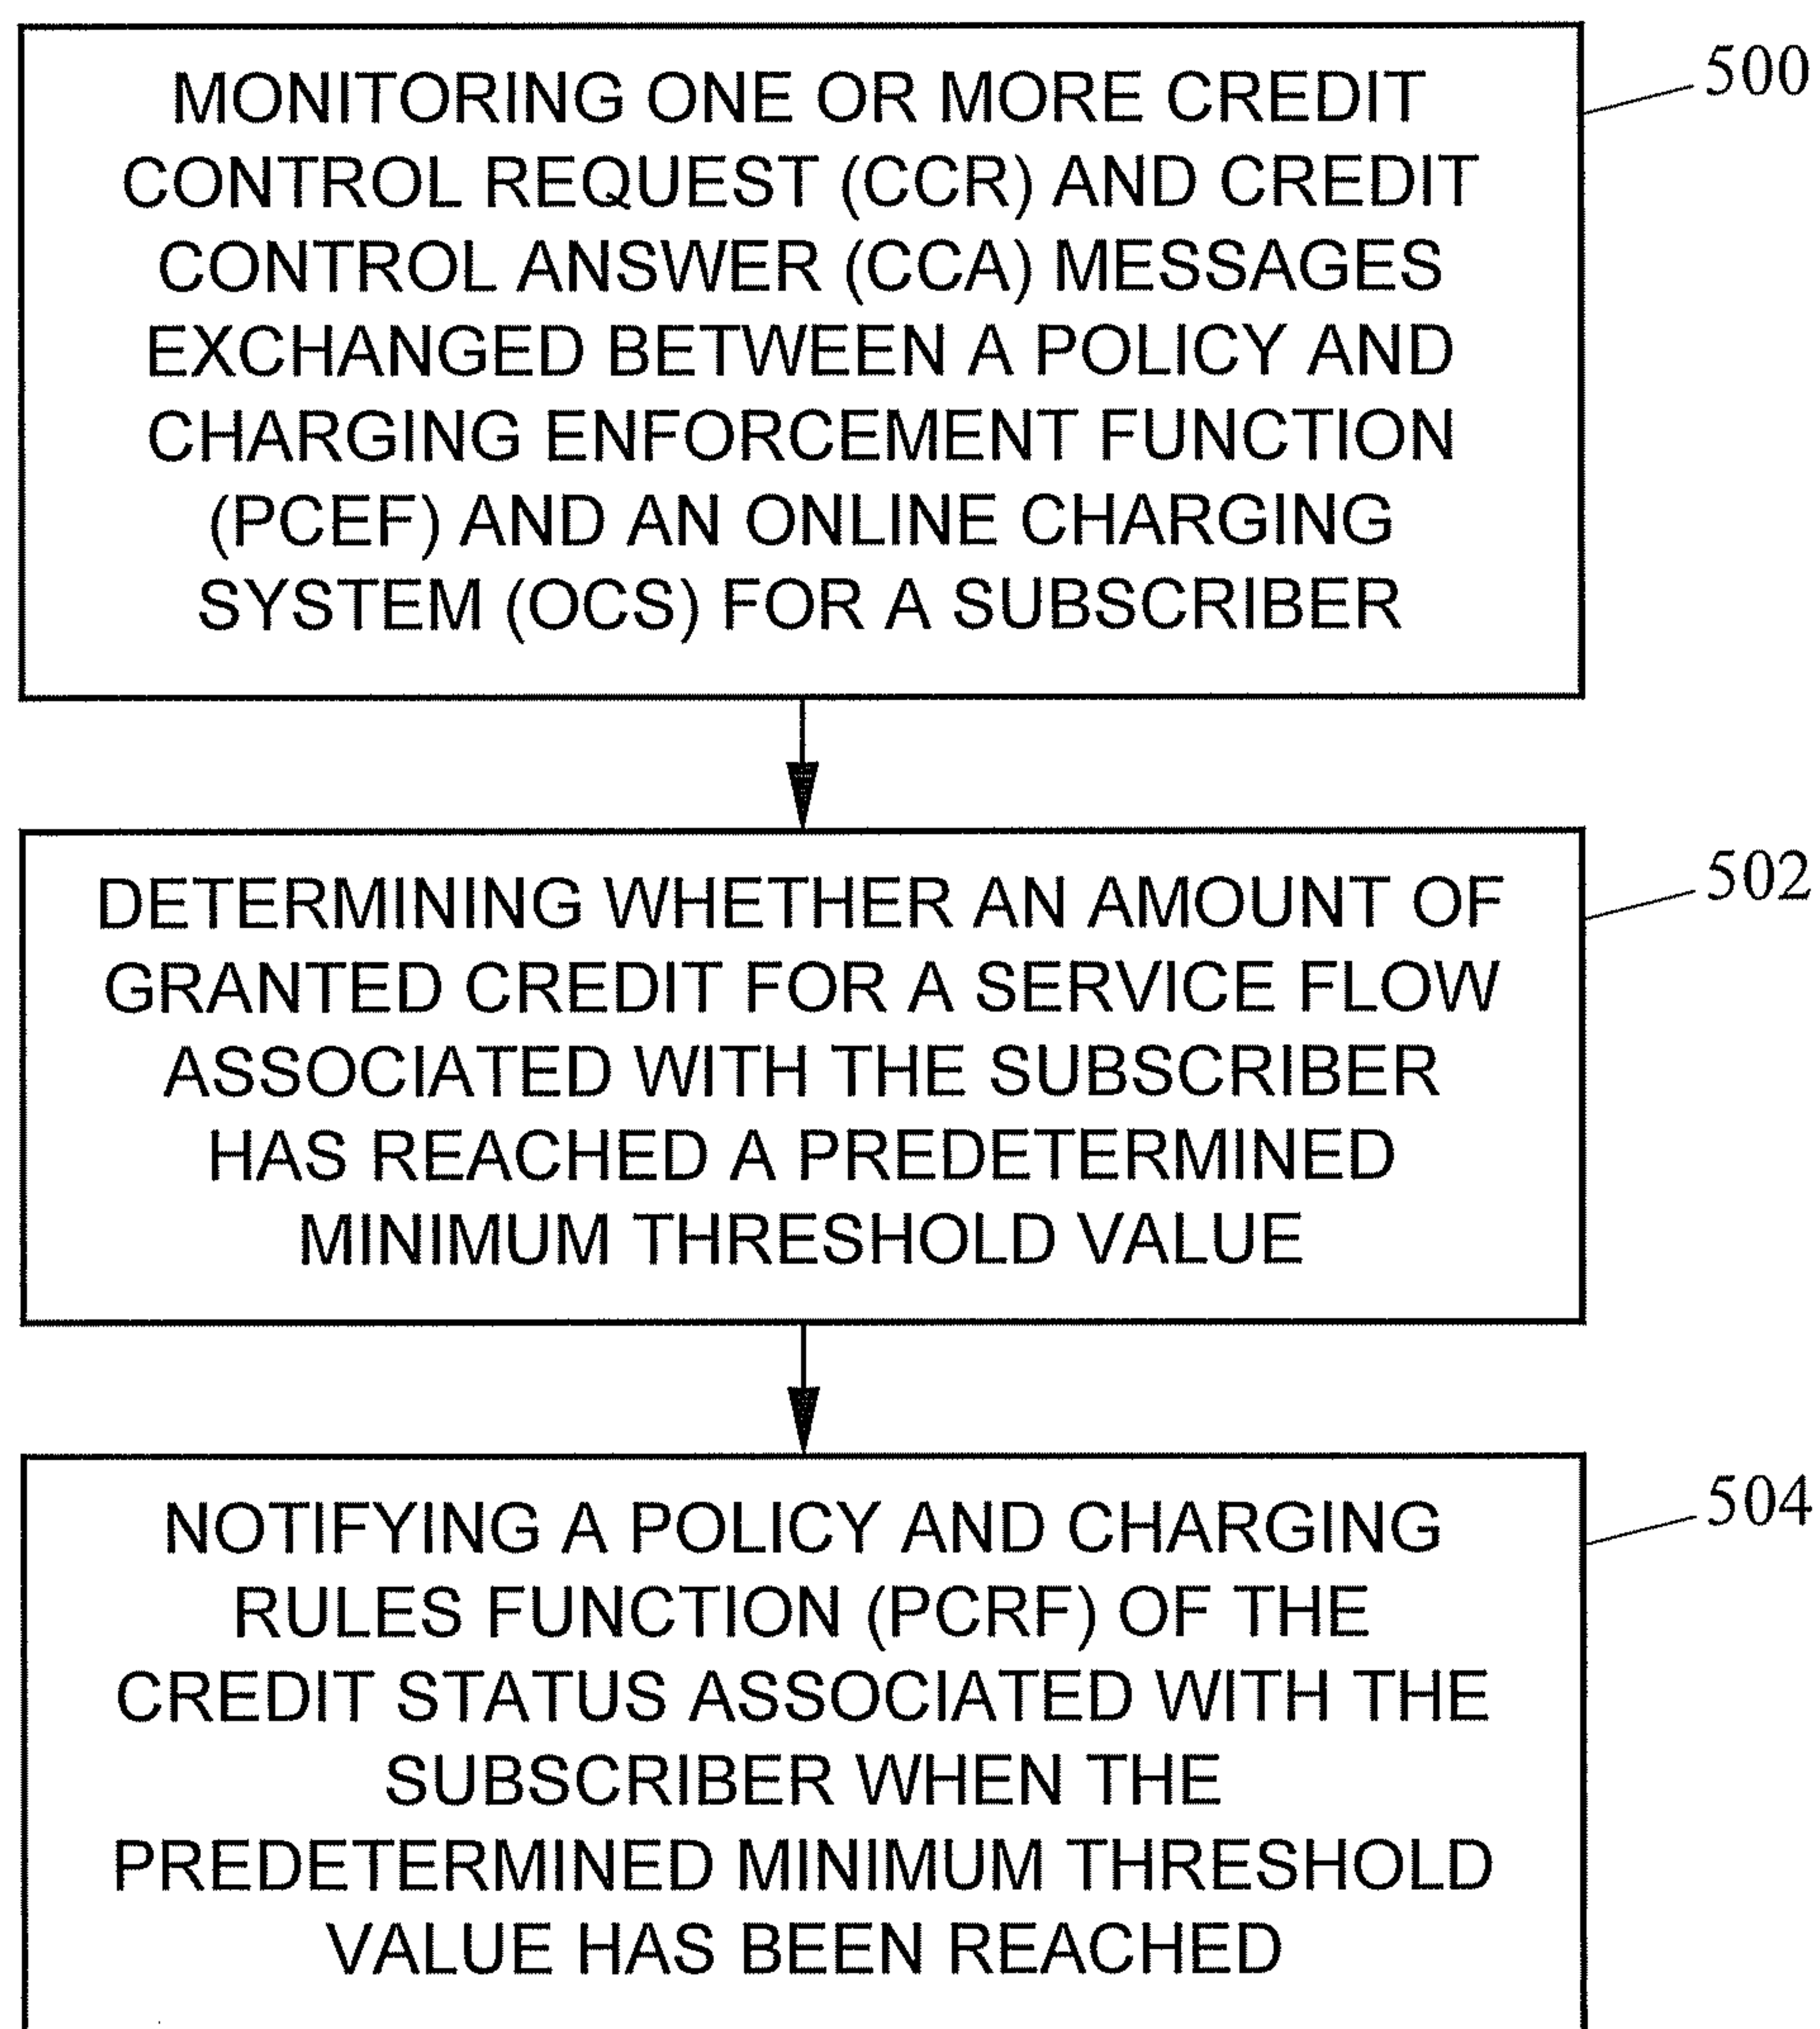 MONITORING ONE OR MORE CREDIT
CONTROL REQUEST (CCR) AND CREDIT
CONTROL ANSWER (CCA) MESSAGES
EXCHANGED BETWEEN A POLICY AND
CHARGING ENFORCEMENT FUNCTION
(PCEF) AND AN ONLINE CHARGING
SYSTEM (OCS) FOR A SUBSCRIBER
500
DETERMINING WHETHER AN AMOUNT OF
GRANTED CREDIT FOR A SERVICE FLOW
ASSOCIATED WITH THE SUBSCRIBER
HAS REACHED A PREDETERMINED
MINIMUM THRESHOLD VALUE
502
NOTIFYING A POLICY AND CHARGING
RULES FUNCTION (PCRF) OF THE
CREDIT STATUS ASSOCIATED WITH THE
SUBSCRIBER WHEN THE
PREDETERMINED MINIMUM THRESHOLD
VALUE HAS BEEN REACHED
504